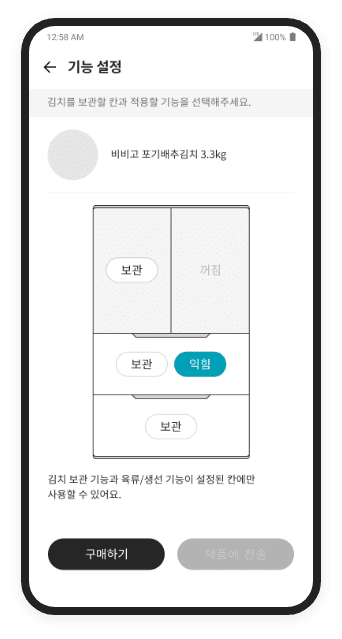 12:58 AM 100%
기능 설정
김치를 보관할 칸과 적용할 기능을 선택해주세요.
비비고 포기배추김치 3.3kg
보관 꺼짐
보관 익힘
보관
김치 보관 기능과 육류/생선 기능이 설정된 칸에만
사용할 수 있어요.
구매하기 제품에 전송